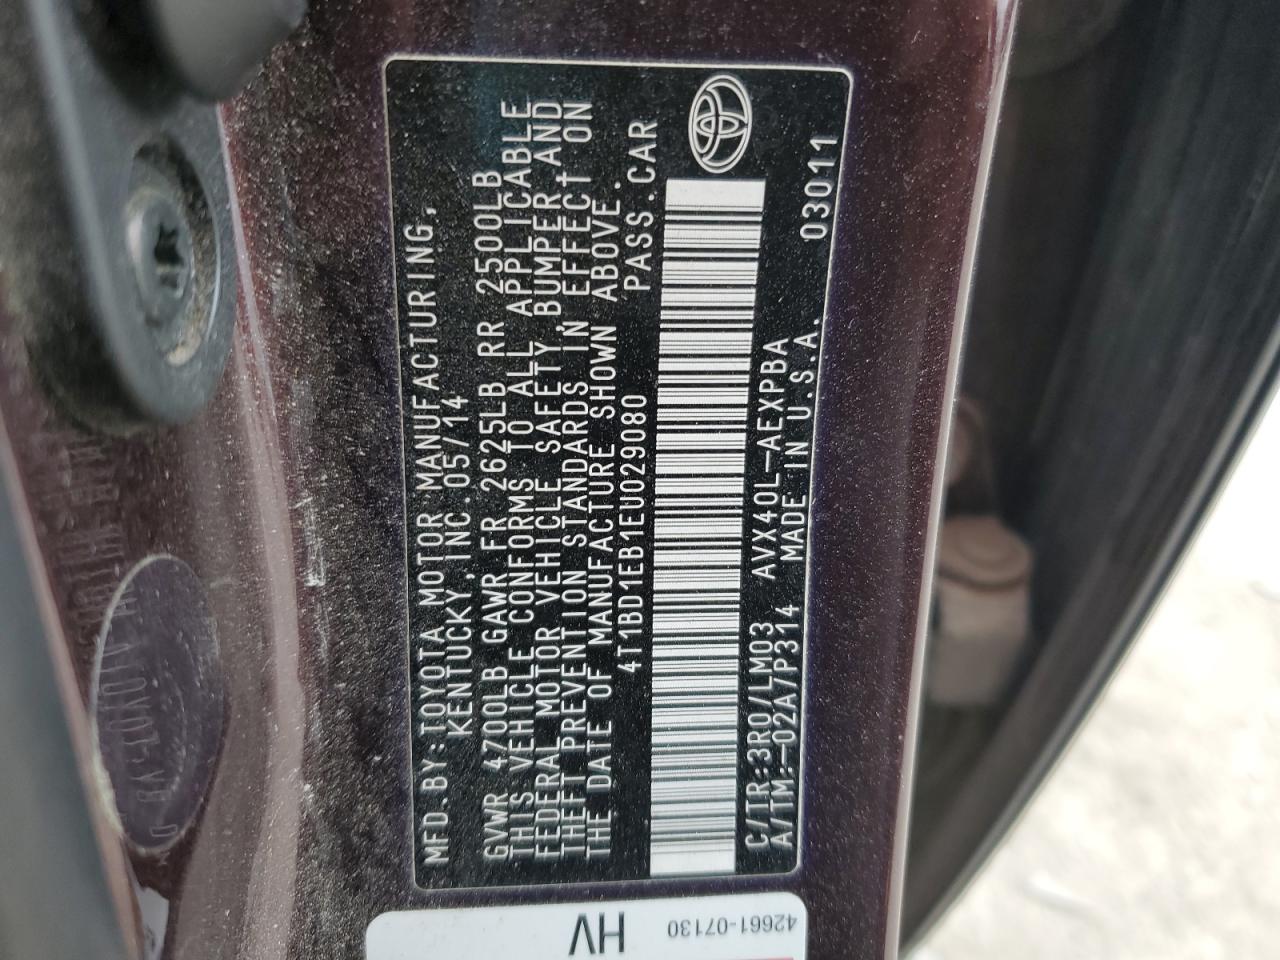 MFD.BY:TOYOTA MOTOR MANUFACTURING,
KENTUCKY, INC. 05/14
GVWR 4700LB GAWR FR 2625LB RR 2500LB
THIS VEHICLE CONFORMS TO ALL APPLICABLE
FEDERAL MOTOR VEHICLE SAFETY, BUMPER, AND
THEFT PREVENTION STANDARDS IN EFFECT ON
THE DATE OF MANUFACTURE SHOWN ABOVE.
4T1BD1EB1EU029080 PASS.CAR
C/TR:3R0/LM03 AVX40L-AEXPBA
A/TM:-02A7P314 MADE IN U.S.A. 03011
HV
42661-07130